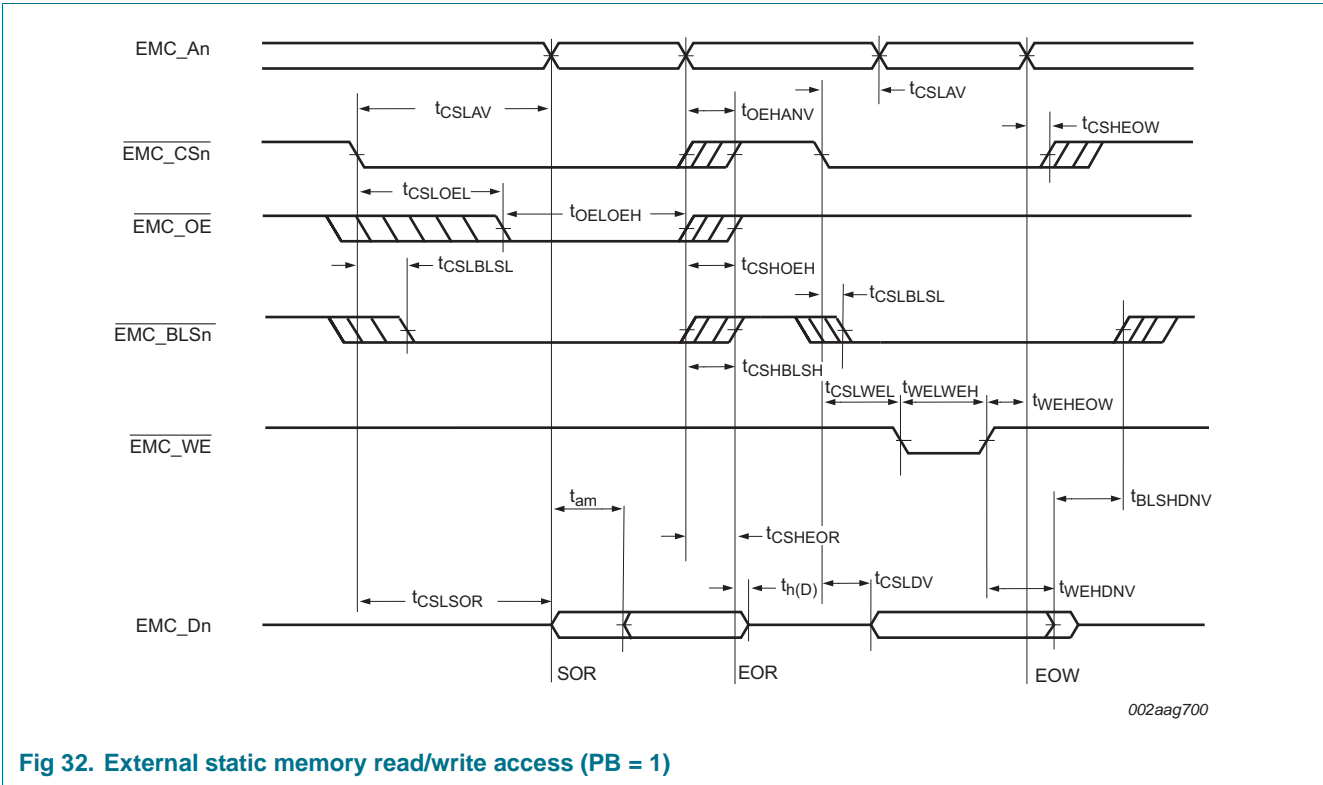 EMC_An
tCSLAV
tCSLAV
tOEHANV
tCSHEOW
EMC_CSn
tCSLOEL
tOELOEH
EMC_OE
tCSLBLSL
tCSHOEH
tCSLBLSL
EMC_BLSn
tCSHBLSH
tCSLWEL
tWELWEH
tWEHEOW
EMC_WE
tam
tBLSHDNV
tCSHEOR
tCSLSOR
th(D)
tCSLDV
tWEHDNV
EMC_Dn
SOR
EOR
EOW
002aag700
Fig 32. External static memory read/write access (PB = 1)